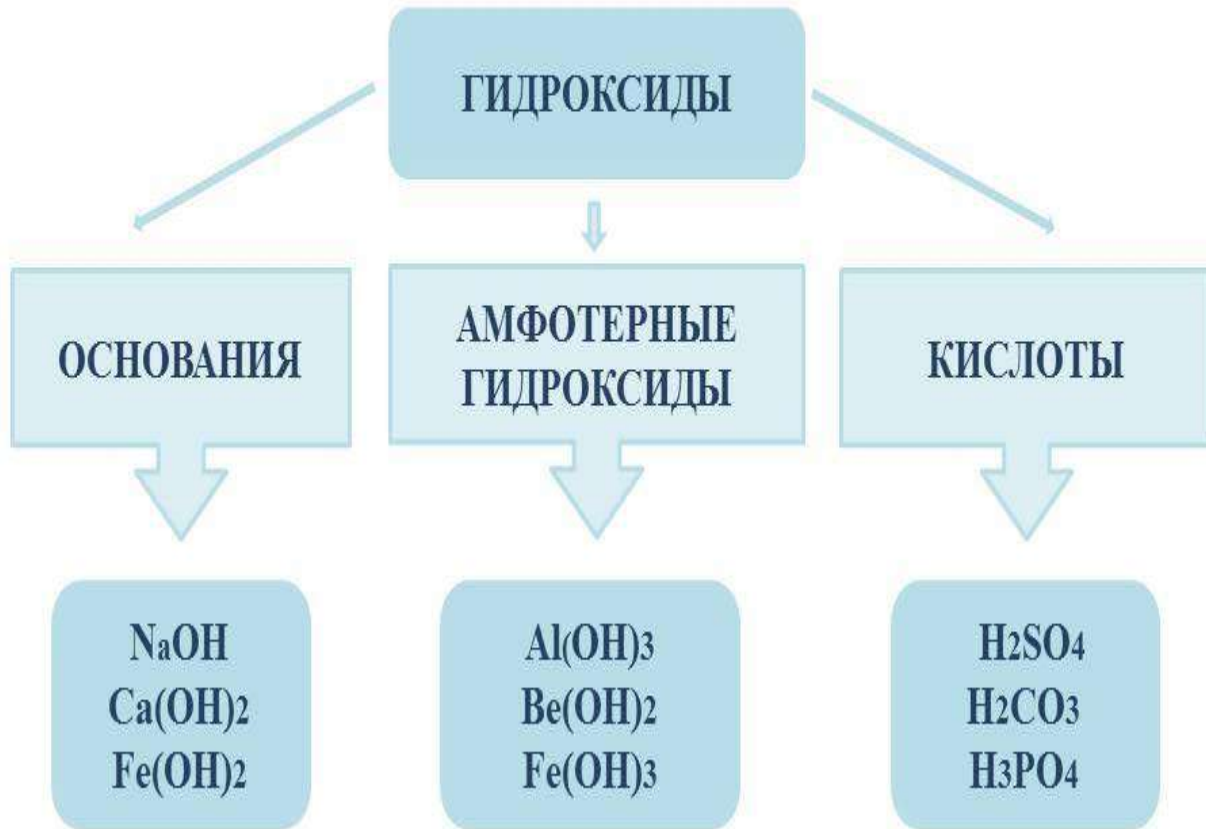 ГИДРОКСИДЫ
ОСНОВАНИЯ
АМФОТЕРНЫЕ
ГИДРОКСИДЫ
КИСЛОТЫ
NaOH
Ca(OH)2
Fe(OH)2
Al(OH)3
Be(OH)2
Fe(OH)3
H2SO4
H2CO3
H3PO4